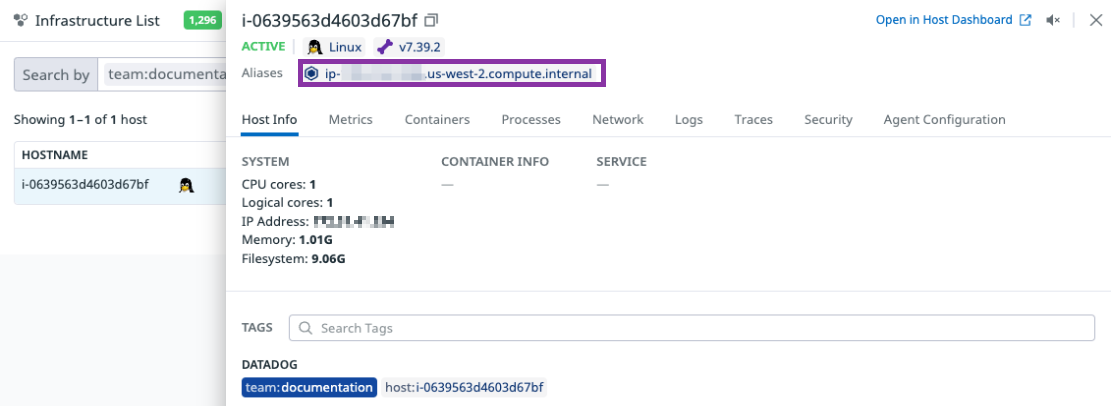 Infrastructure List 1,296
Search by team:documenta
Showing 1–1 of 1 host
HOSTNAME
i-0639563d4603d67bf
i-0639563d4603d67bf
Open in Host Dashboard
ACTIVE Linux v7.39.2
Aliases ip- .us-west-2.compute.internal
Host Info Metrics Containers Processes Network Logs Traces Security Agent Configuration
SYSTEM CONTAINER INFO SERVICE
CPU cores: 1 — —
Logical cores: 1
IP Address:
Memory: 1.01G
Filesystem: 9.06G
TAGS Search Tags
DATADOG
team:documentation host:i-0639563d4603d67bf